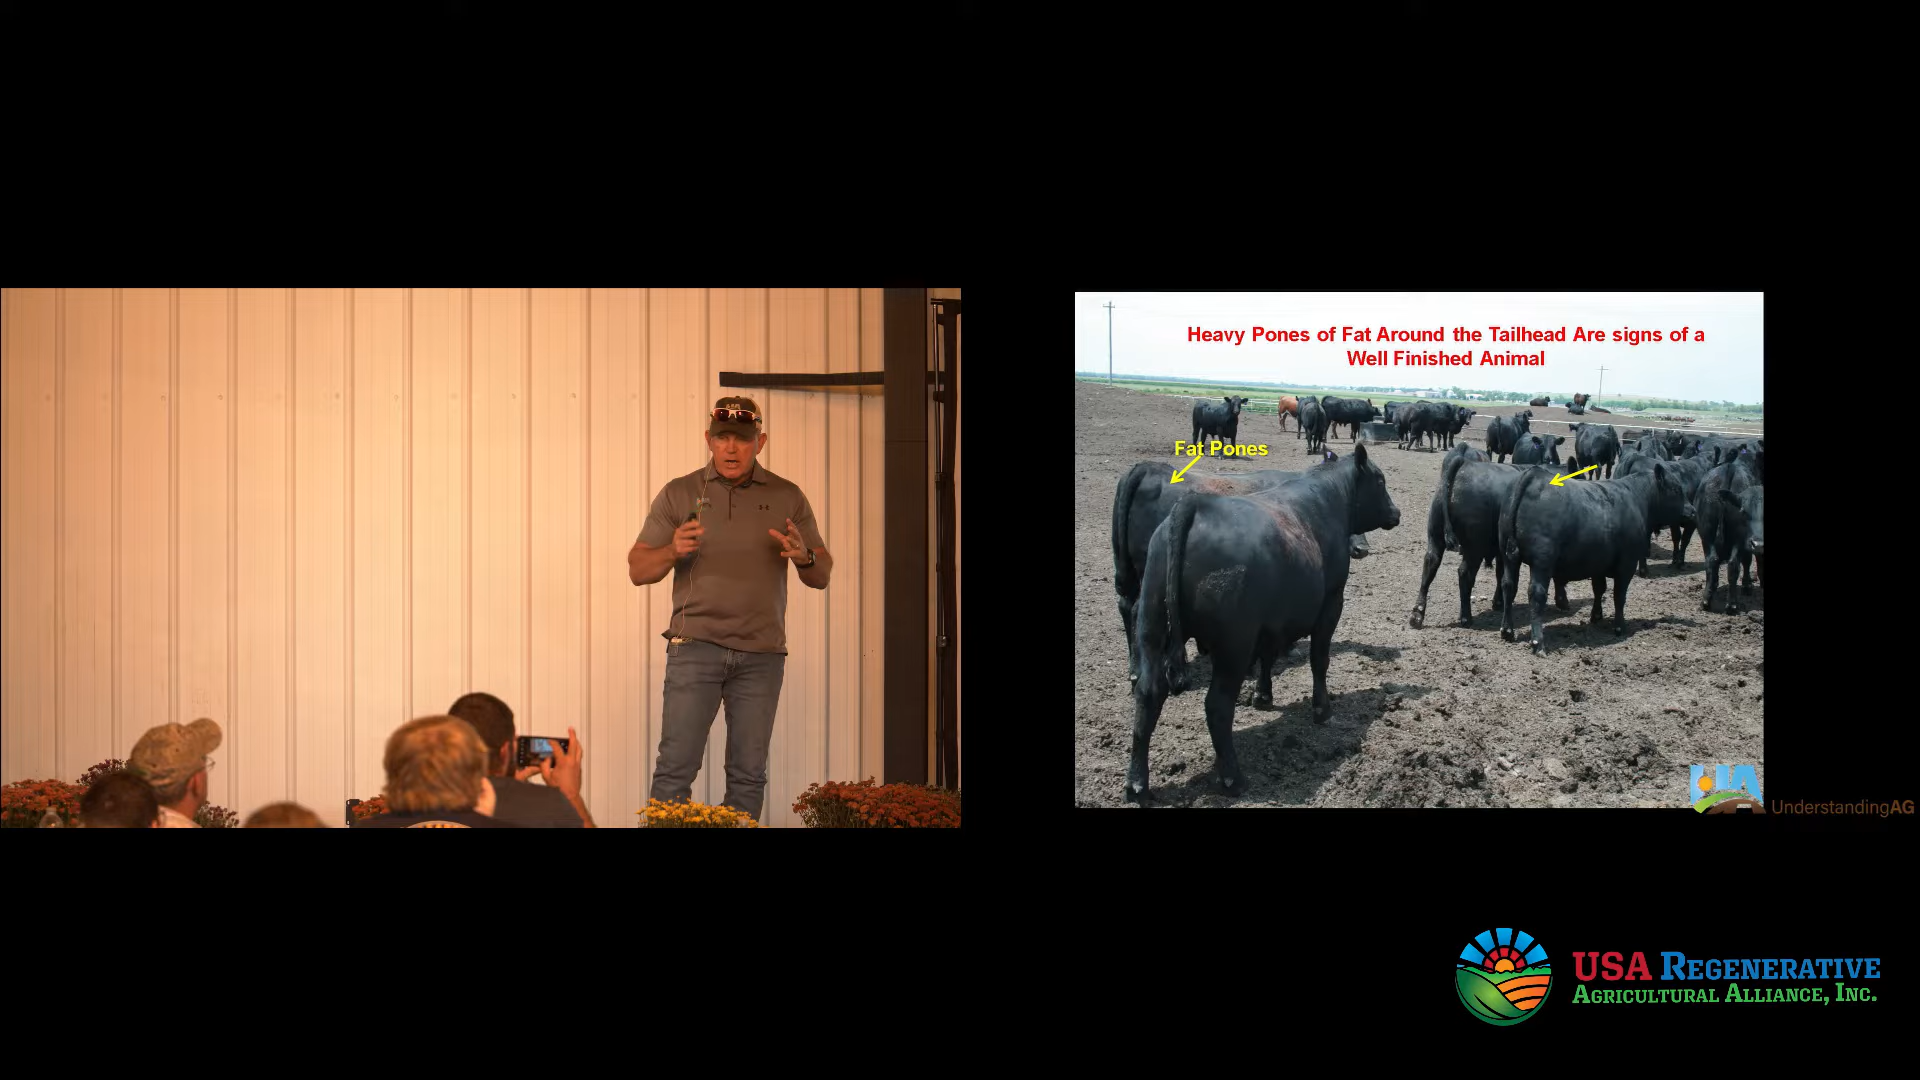 Heavy Pones of Fat Around the Tailhead Are signs of a
Well Finished Animal
Fat Pones
UA
UnderstandingAG
USA REGENERATIVE
AGRICULTURAL ALLIANCE, INC.